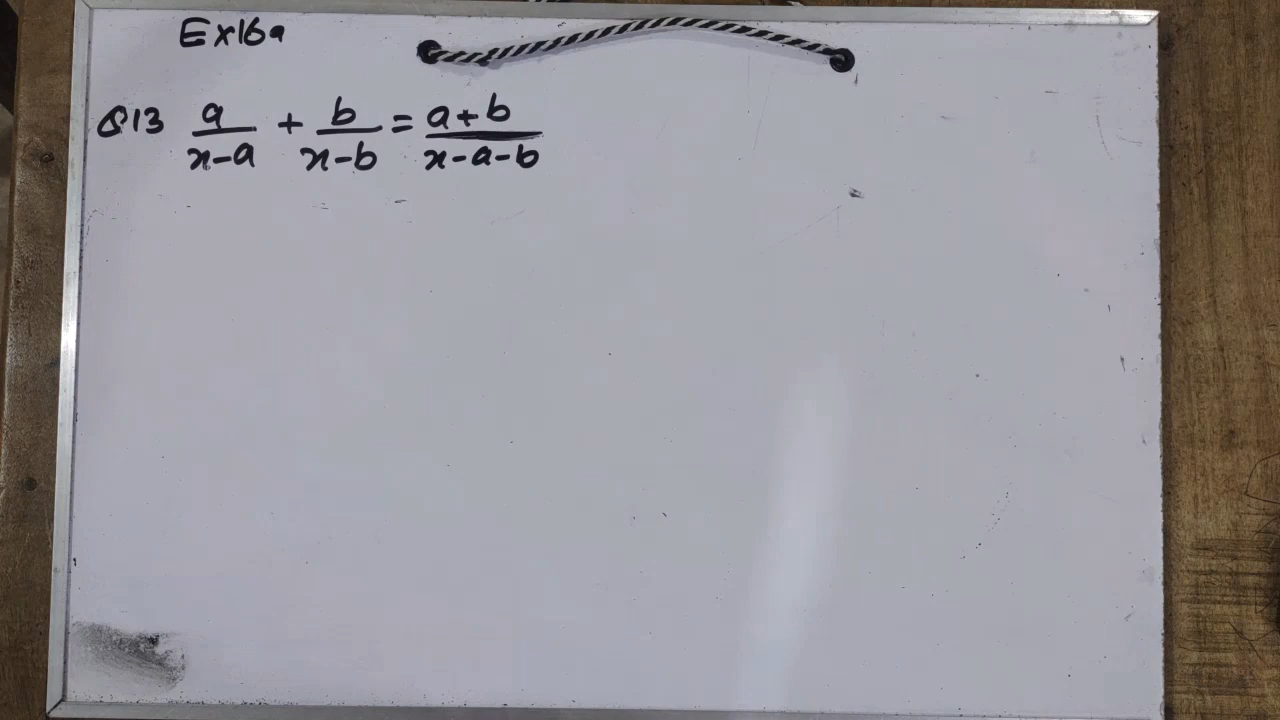 Ex16a
Q13 a/x-a + b/x-b = a+b/x-a-b